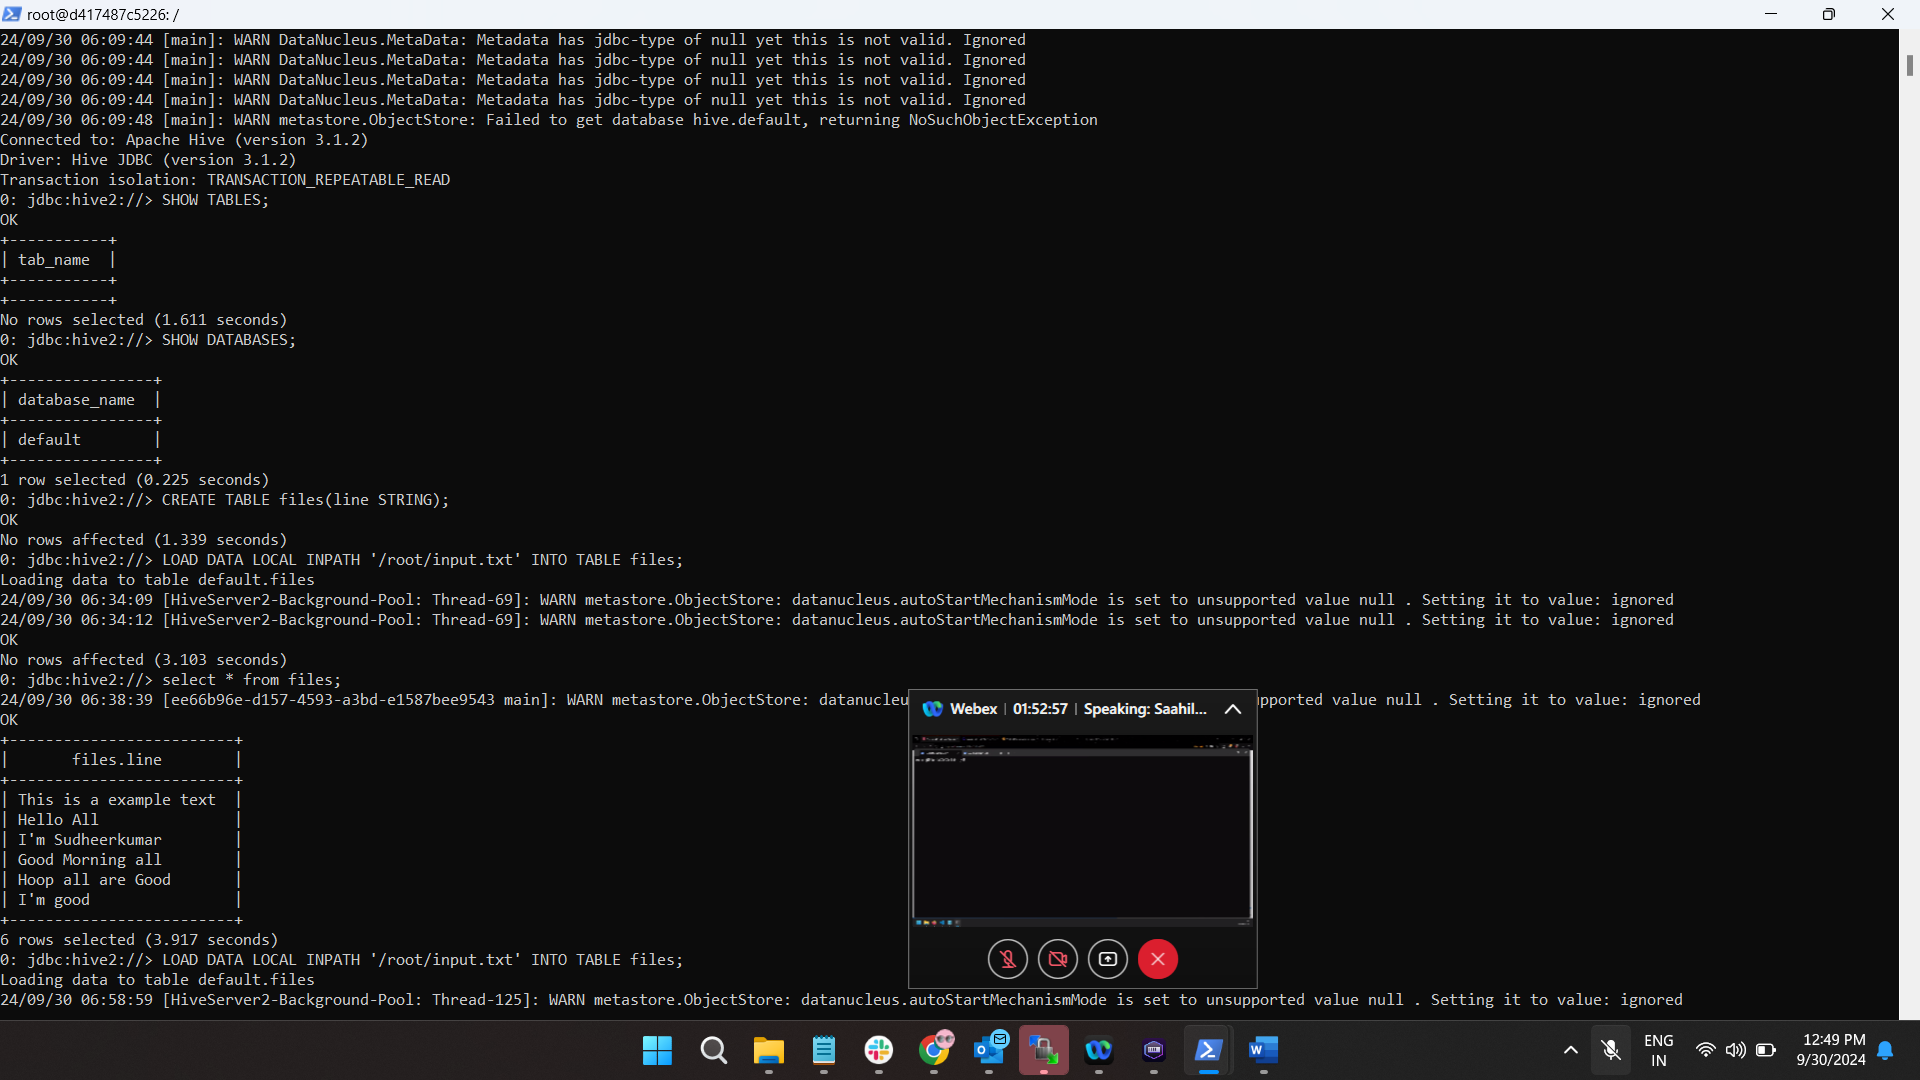 root@d417487c5226: /
24/09/30 06:09:44 [main]: WARN DataNucleus.MetaData: Metadata has jdbc-type of null yet this is not valid. Ignored
24/09/30 06:09:44 [main]: WARN DataNucleus.MetaData: Metadata has jdbc-type of null yet this is not valid. Ignored
24/09/30 06:09:44 [main]: WARN DataNucleus.MetaData: Metadata has jdbc-type of null yet this is not valid. Ignored
24/09/30 06:09:44 [main]: WARN DataNucleus.MetaData: Metadata has jdbc-type of null yet this is not valid. Ignored
24/09/30 06:09:48 [main]: WARN metastore.ObjectStore: Failed to get database hive.default, returning NoSuchObjectException
Connected to: Apache Hive (version 3.1.2)
Driver: Hive JDBC (version 3.1.2)
Transaction isolation: TRANSACTION_REPEATABLE_READ
0: jdbc:hive2://> SHOW TABLES;
OK
+-----------+
| tab_name  |
+-----------+
+-----------+
No rows selected (1.611 seconds)
0: jdbc:hive2://> SHOW DATABASES;
OK
+----------------+
| database_name  |
+----------------+
| default        |
+----------------+
1 row selected (0.225 seconds)
0: jdbc:hive2://> CREATE TABLE files(line STRING);
OK
No rows affected (1.339 seconds)
0: jdbc:hive2://> LOAD DATA LOCAL INPATH '/root/input.txt' INTO TABLE files;
Loading data to table default.files
24/09/30 06:34:09 [HiveServer2-Background-Pool: Thread-69]: WARN metastore.ObjectStore: datanucleus.autoStartMechanismMode is set to unsupported value null . Setting it to value: ignored
24/09/30 06:34:12 [HiveServer2-Background-Pool: Thread-69]: WARN metastore.ObjectStore: datanucleus.autoStartMechanismMode is set to unsupported value null . Setting it to value: ignored
OK
No rows affected (3.103 seconds)
0: jdbc:hive2://> select * from files;
24/09/30 06:38:39 [ee66b96e-d157-4593-a3bd-e1587bee9543 main]: WARN metastore.ObjectStore: datanucleu pported value null . Setting it to value: ignored
OK
+-------------------------+
|       files.line        |
+-------------------------+
| This is a example text  |
| Hello All               |
| I'm Sudheerkumar        |
| Good Morning all        |
| Hoop all are Good       |
| I'm good                |
+-------------------------+
6 rows selected (3.917 seconds)
0: jdbc:hive2://> LOAD DATA LOCAL INPATH '/root/input.txt' INTO TABLE files;
Loading data to table default.files
24/09/30 06:58:59 [HiveServer2-Background-Pool: Thread-125]: WARN metastore.ObjectStore: datanucleus.autoStartMechanismMode is set to unsupported value null . Setting it to value: ignored
Webex | 01:52:57 | Speaking: Saahil...
ENG
IN
12:49 PM
9/30/2024